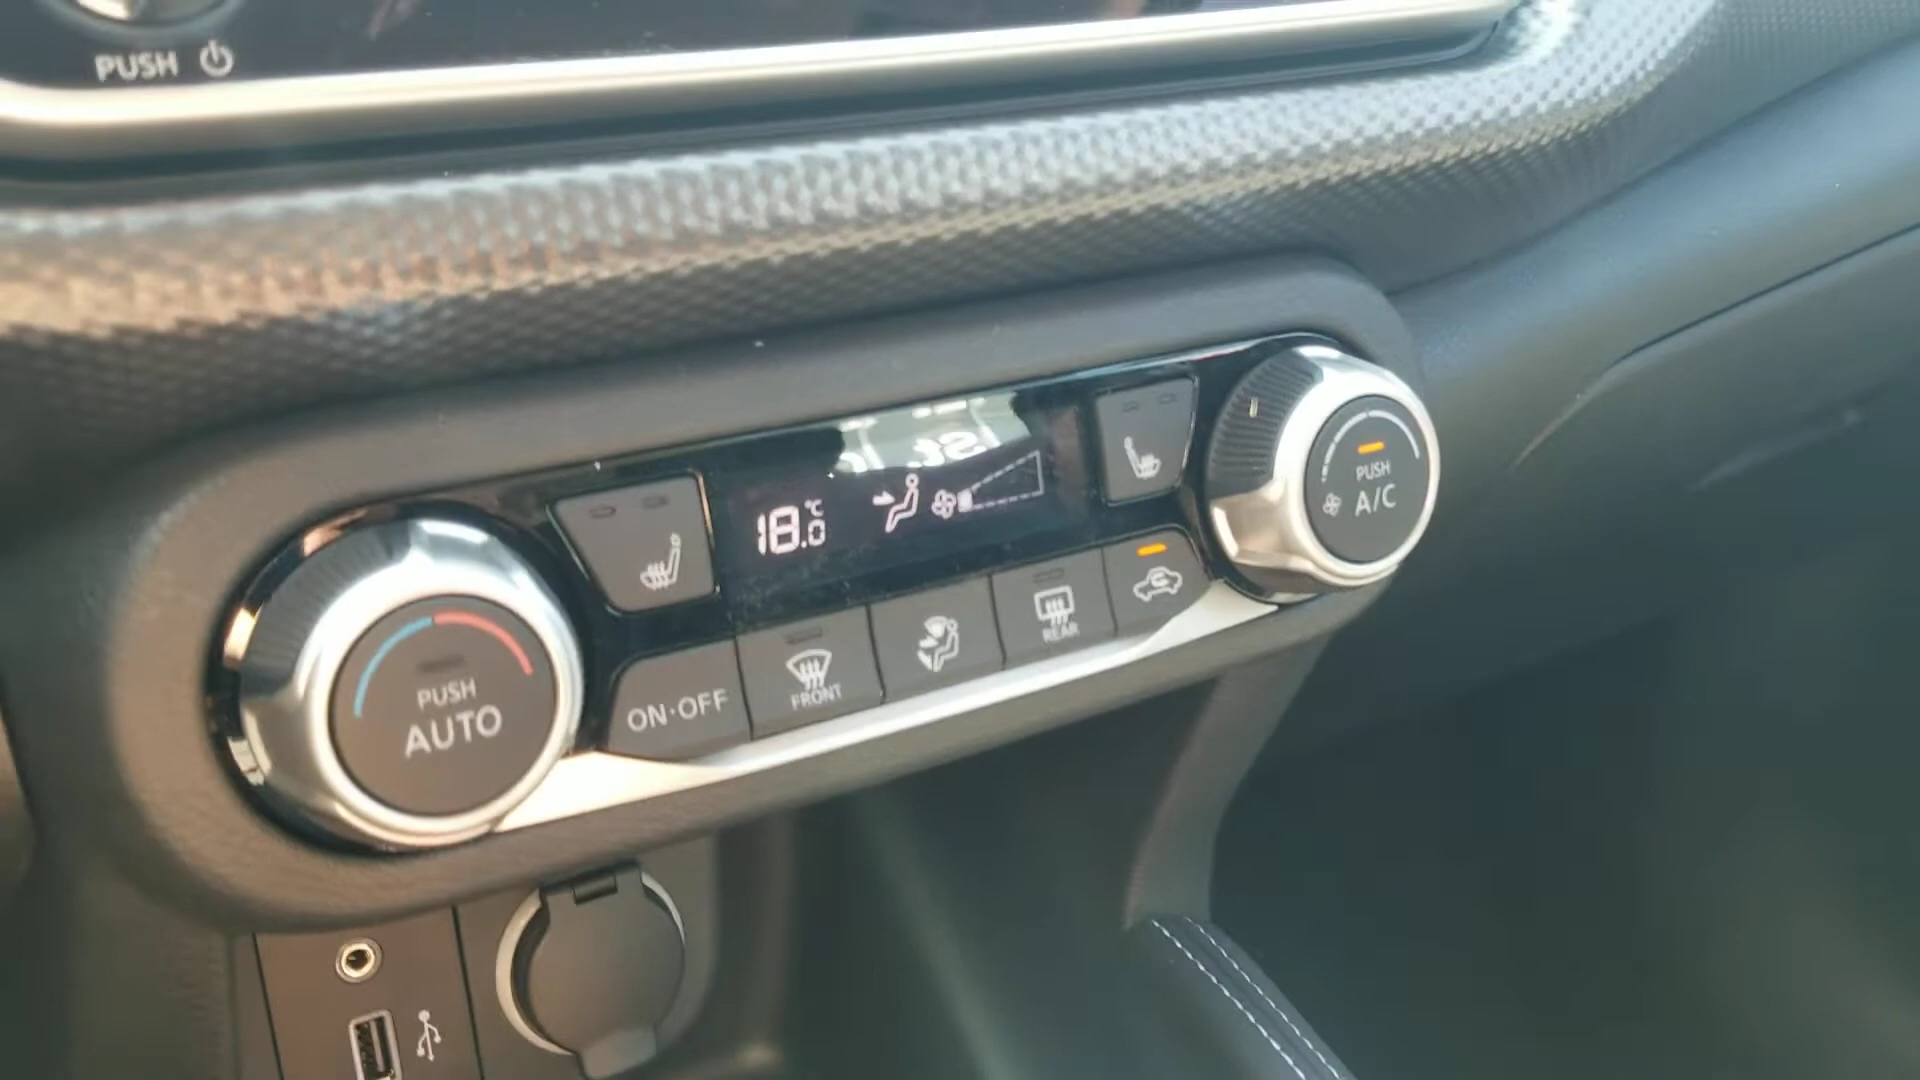 PUSH
18.0 °C
PUSH
A/C
PUSH
AUTO
ON·OFF
FRONT
REAR